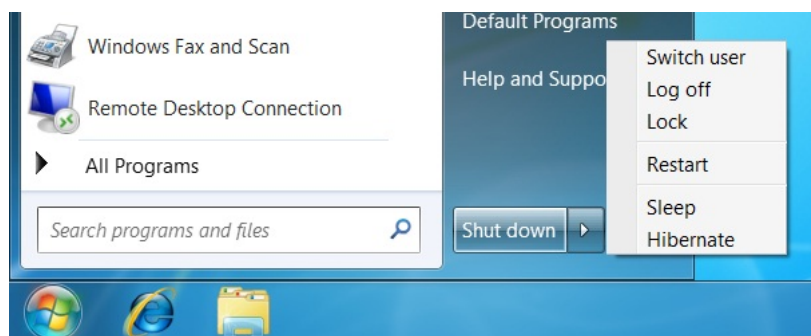 Windows Fax and Scan
Remote Desktop Connection
All Programs
Search programs and files
Default Programs
Help and Suppo
Shut down
Switch user
Log off
Lock
Restart
Sleep
Hibernate